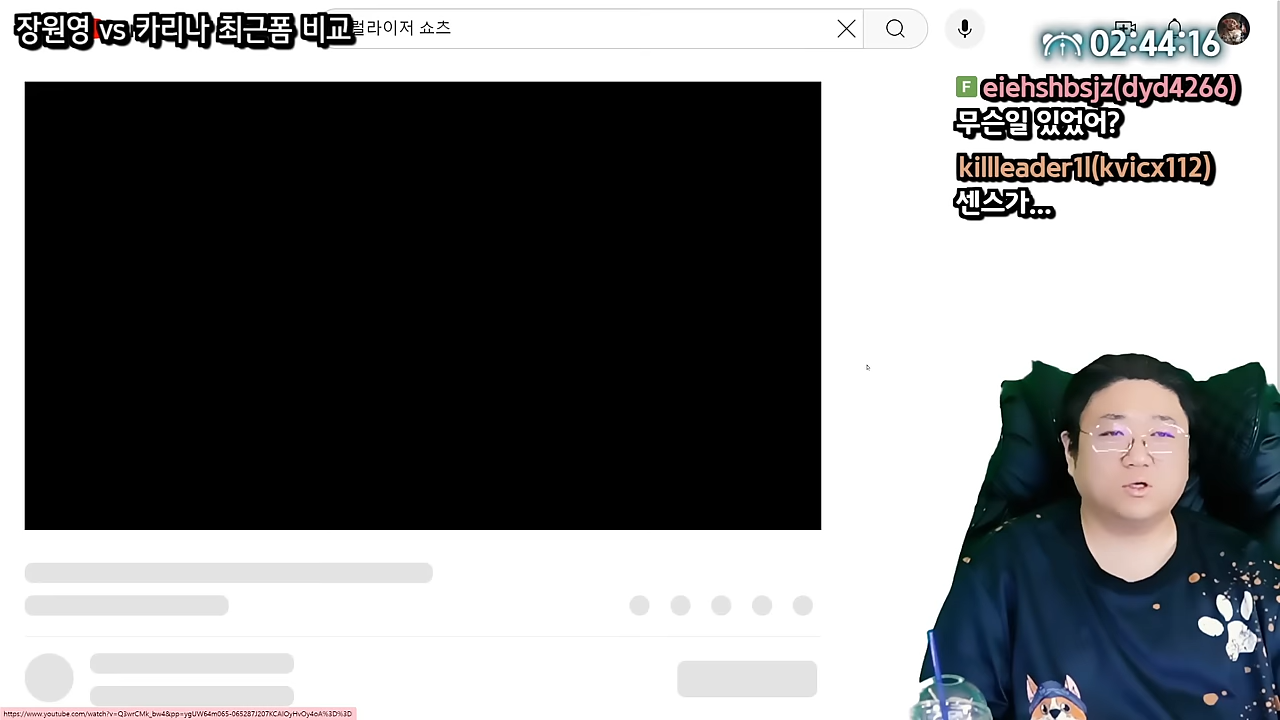 장원영 vs 카리나 최근폼 비교
럴라이저 쇼츠
02:44:16
F eiehshbsjz(dyd4266)
무슨일 있었어?
killleader1l(kvicx112)
센스가...